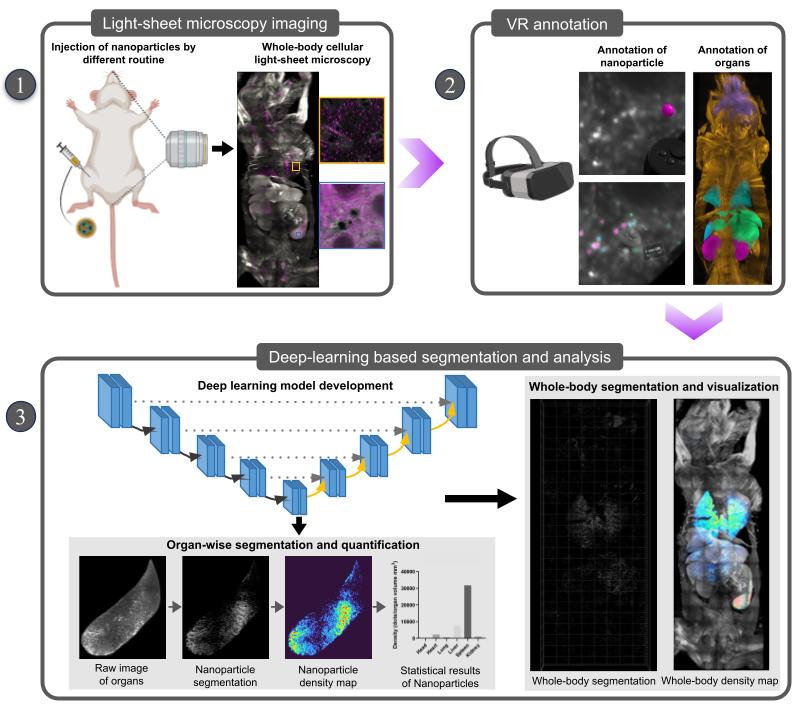 Light-sheet microscopy imaging
1
Injection of nanoparticles by
different routine
Whole-body cellular
light-sheet microscopy
VR annotation
2
Annotation of
nanoparticle
Annotation of
organs
Deep-learning based segmentation and analysis
3
Deep learning model development
Organ-wise segmentation and quantification
Raw image
of organs
Nanoparticle
segmentation
Nanoparticle
density map
Density (dots/organ volume mm³)
40000
30000
20000
10000
0
Head
Heart
Lung
Liver
Spleen
Kidney
Statistical results
of Nanoparticles
Whole-body segmentation and visualization
Whole-body segmentation
Whole-body density map